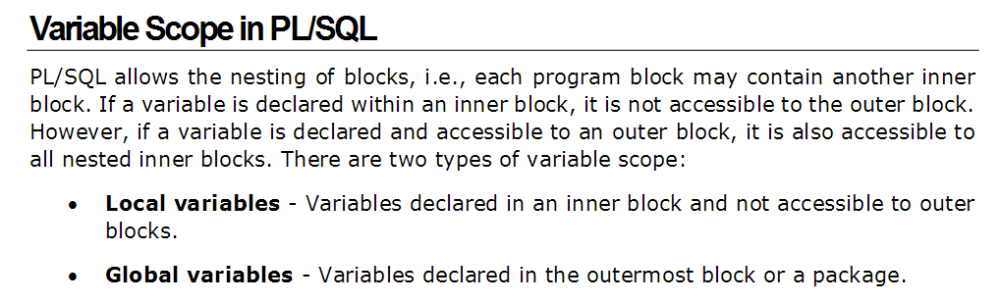 Variable Scope in PL/SQL
PL/SQL allows the nesting of blocks, i.e., each program block may contain another inner
block. If a variable is declared within an inner block, it is not accessible to the outer block.
However, if a variable is declared and accessible to an outer block, it is also accessible to
all nested inner blocks. There are two types of variable scope:
• Local variables - Variables declared in an inner block and not accessible to outer
blocks.
• Global variables - Variables declared in the outermost block or a package.